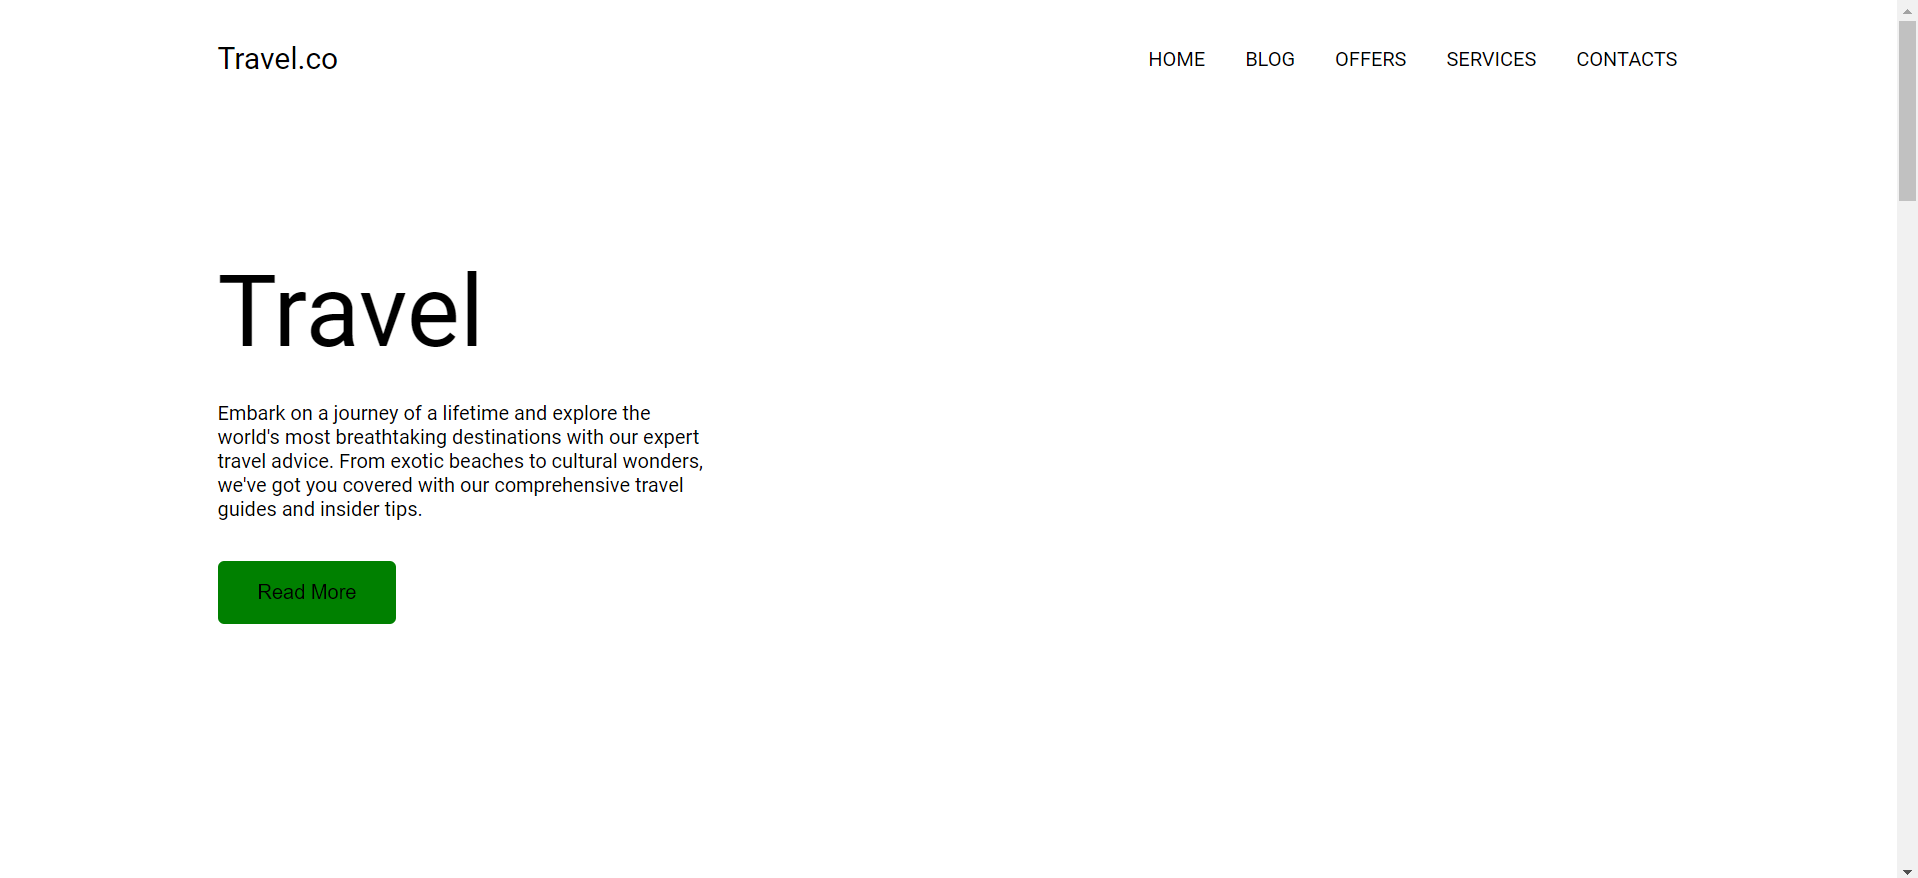 Travel.co
HOME BLOG OFFERS SERVICES CONTACTS
Travel
Embark on a journey of a lifetime and explore the
world's most breathtaking destinations with our expert
travel advice. From exotic beaches to cultural wonders,
we've got you covered with our comprehensive travel
guides and insider tips.
Read More